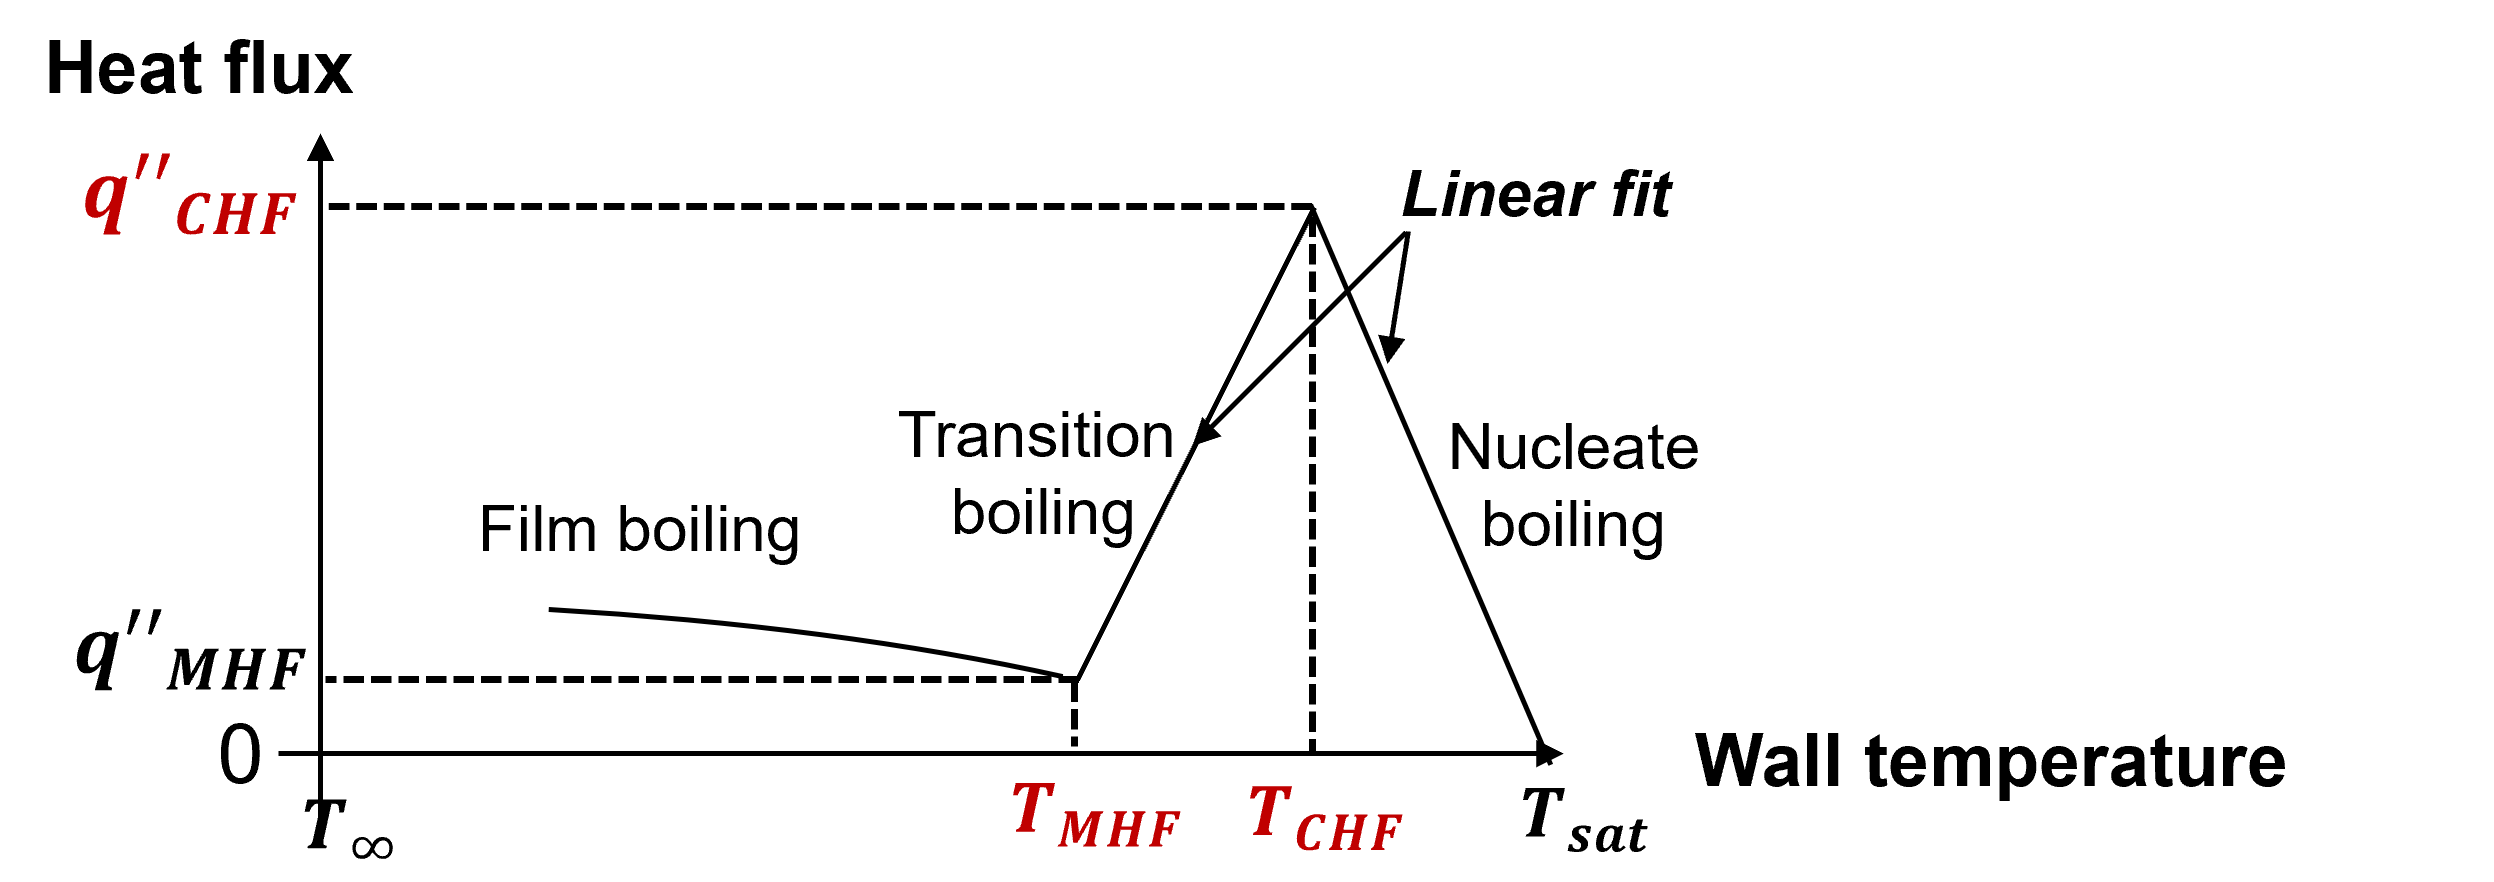 Heat flux
q''CHF
Linear fit
Transition
boiling
Nucleate
boiling
Film boiling
q''MHF
0
Wall temperature
T∞
TMHF
TCHF
Tsat